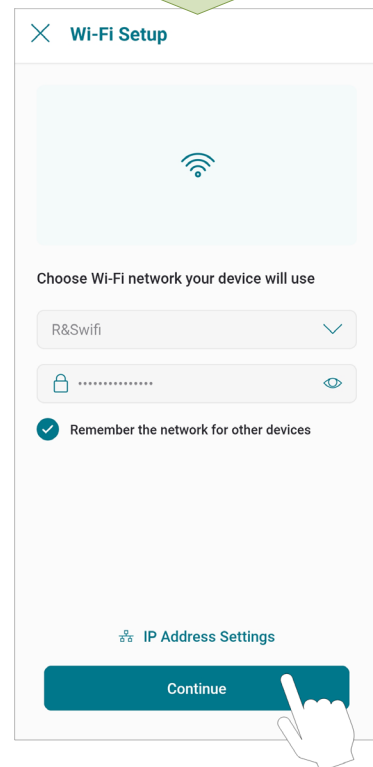 Wi-Fi Setup
Choose Wi-Fi network your device will use
R&Swifi
•••••••••••••••
Remember the network for other devices
IP Address Settings
Continue